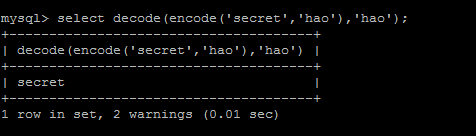 mysql> select decode(encode('secret','hao'),'hao');
+---------------------------------------+
| decode(encode('secret','hao'),'hao') |
+---------------------------------------+
| secret                                |
+---------------------------------------+
1 row in set, 2 warnings (0.01 sec)